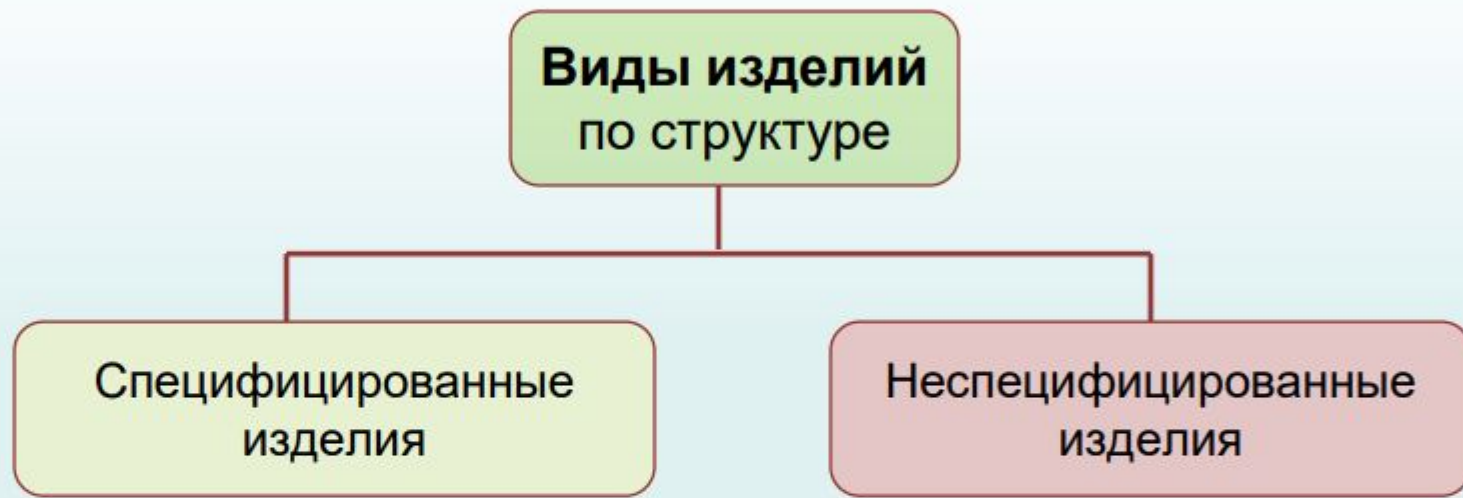 Виды изделий
по структуре
Специфицированные
изделия
Неспецифицированные
изделия